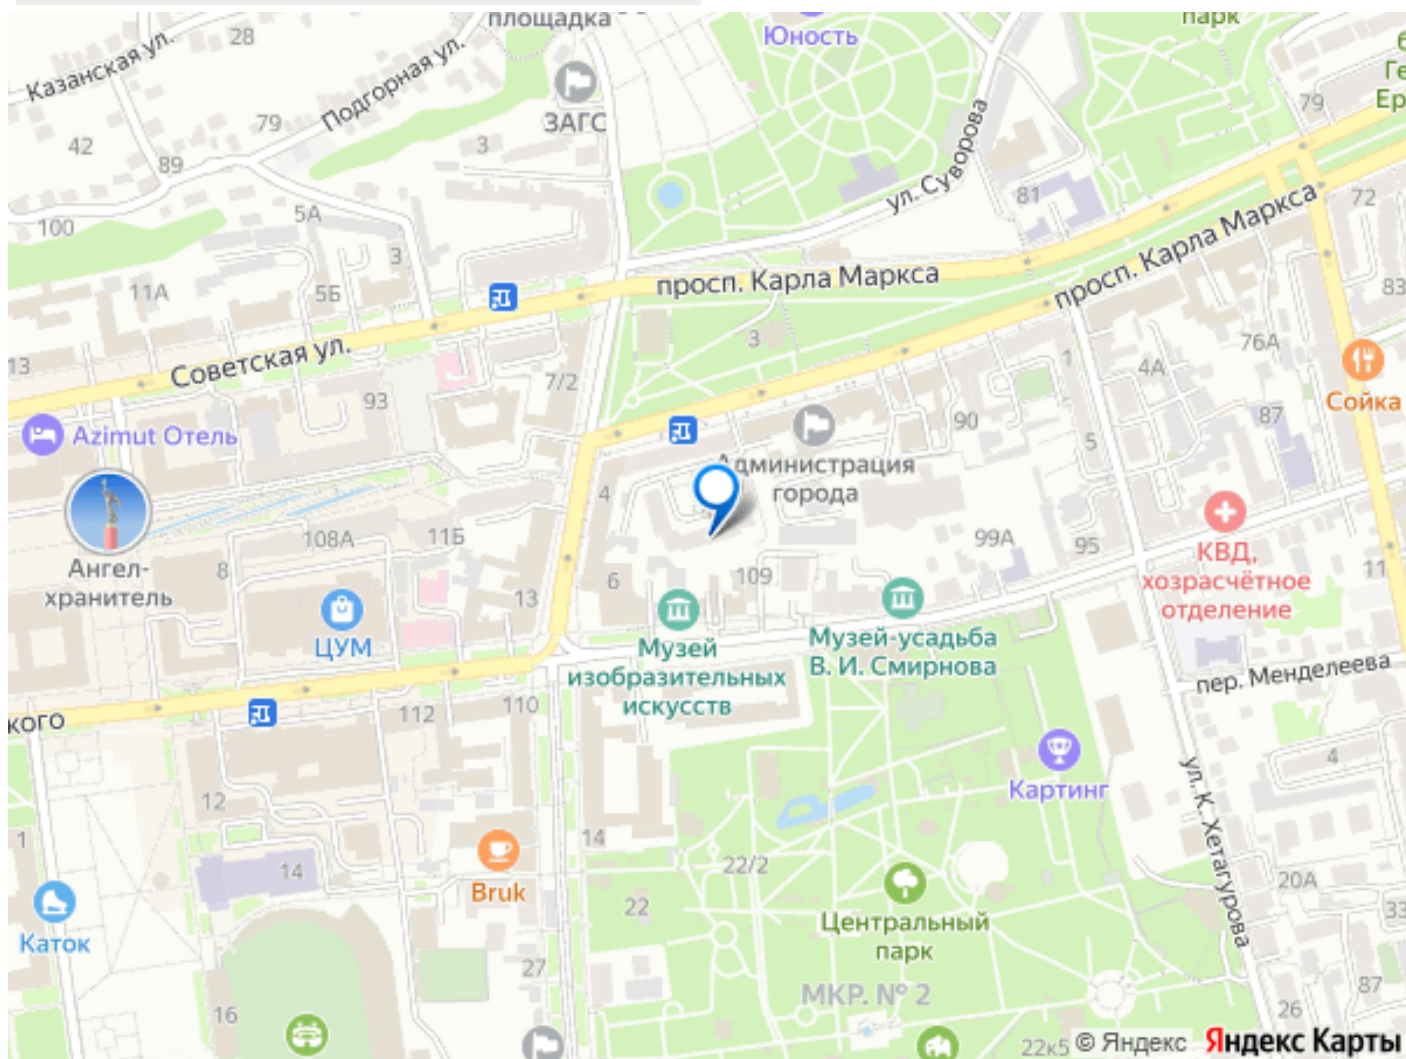 площадка
Юность
парк
28
Казанская ул.
Подгорная ул.
79
ЗАГС
42
89
3
ул. Суворова
79
Ге
Ер
81
72
100
5А
3
11А
5Б
просп. Карла Маркса
просп. Карла Маркса
83
13
Советская ул.
3
7/2
1
4А
76А
93
Сойка
Azimut Отель
90
87
5
Администрация
города
4
108А
11Б
99А
95
КВД,
хозрасчётное
отделение
11
Ангел-
хранитель
8
6
109
13
ЦУМ
Музей
изобразительных
искусств
Музей-усадьба
В. И. Смирнова
пер. Менделеева
кого
112
110
4
Картинг
ул. К. Хетагурова
12
1
14
14
22/2
Bruk
20А
22
Каток
Центральный
парк
33
27
МКР. № 2
87
16
26
22к5
© Яндекс
Яндекс Карты